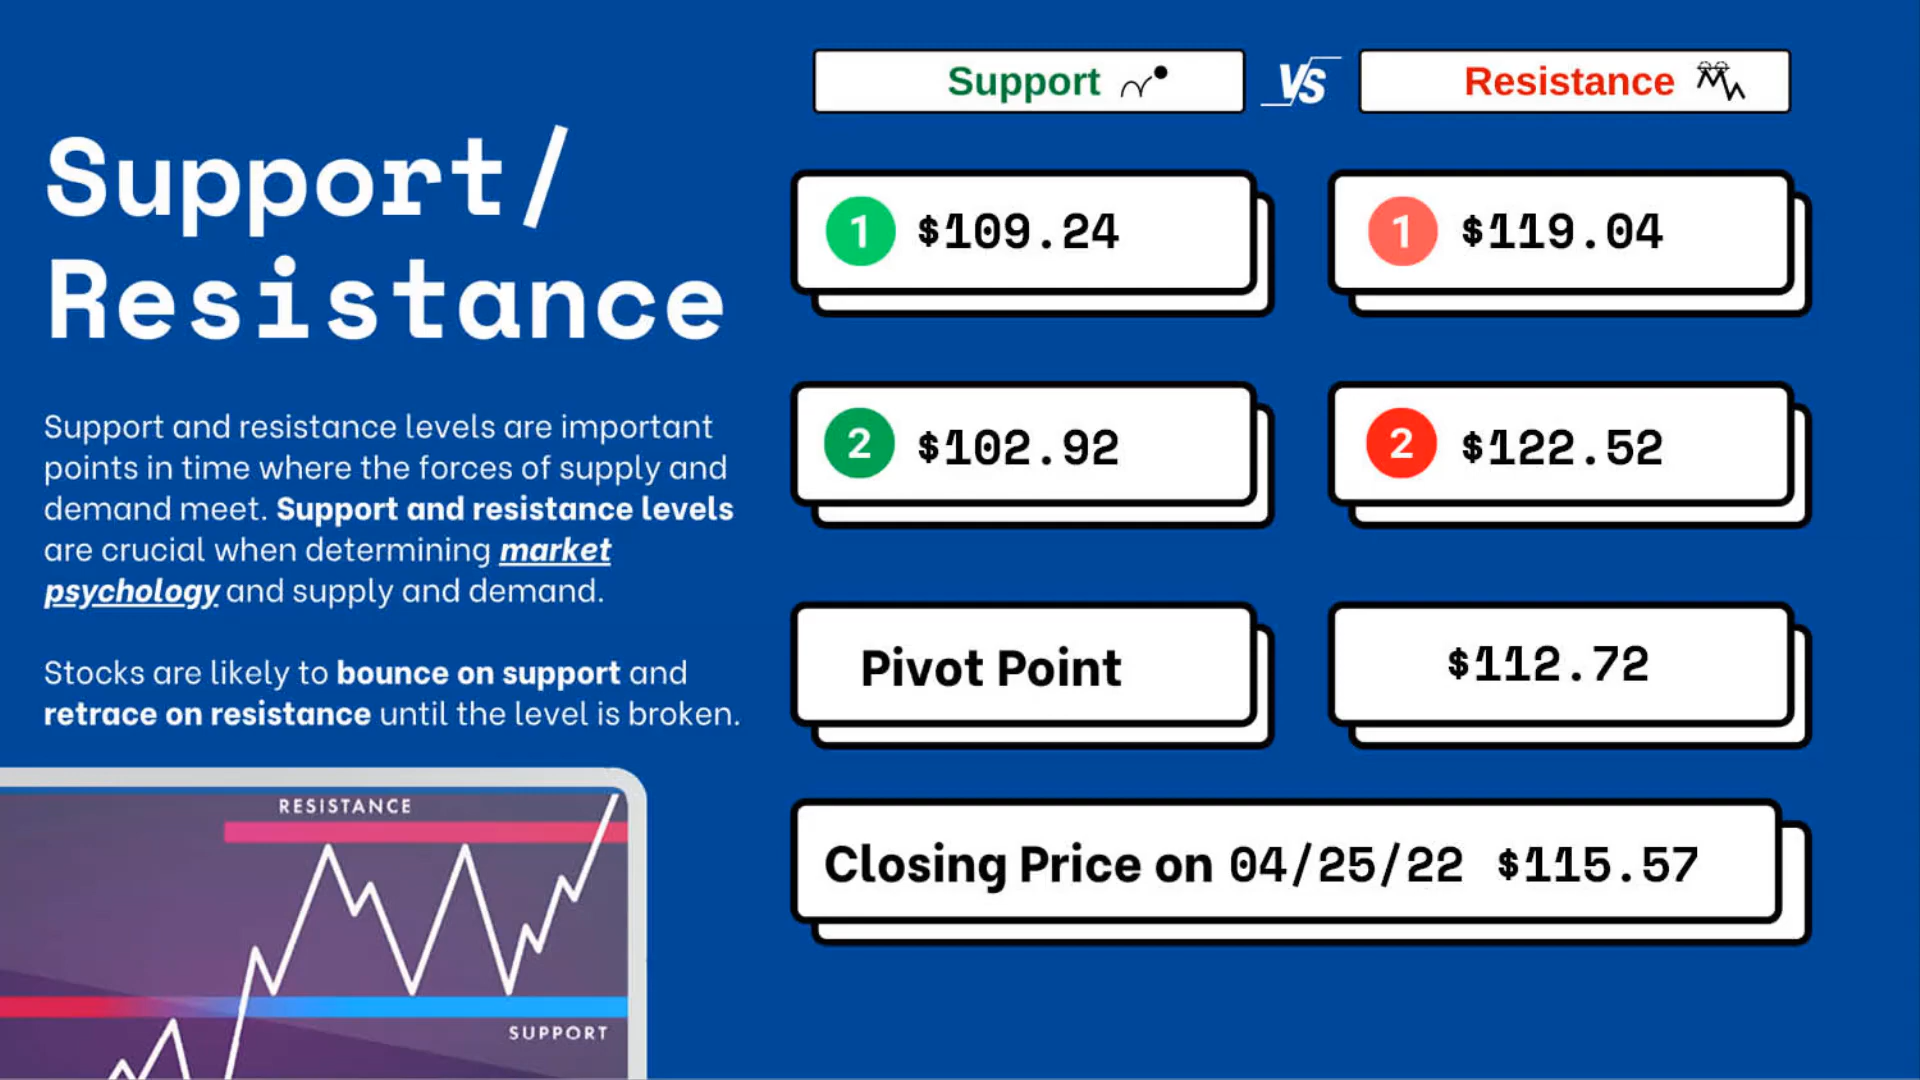 Support/
Resistance
Support and resistance levels are important
points in time where the forces of supply and
demand meet. Support and resistance levels
are crucial when determining market
psychology and supply and demand.
Stocks are likely to bounce on support and
retrace on resistance until the level is broken.
RESISTANCE
SUPPORT
Support VS Resistance
1 $109.24
1 $119.04
2 $102.92
2 $122.52
Pivot Point
$112.72
Closing Price on 04/25/22 $115.57